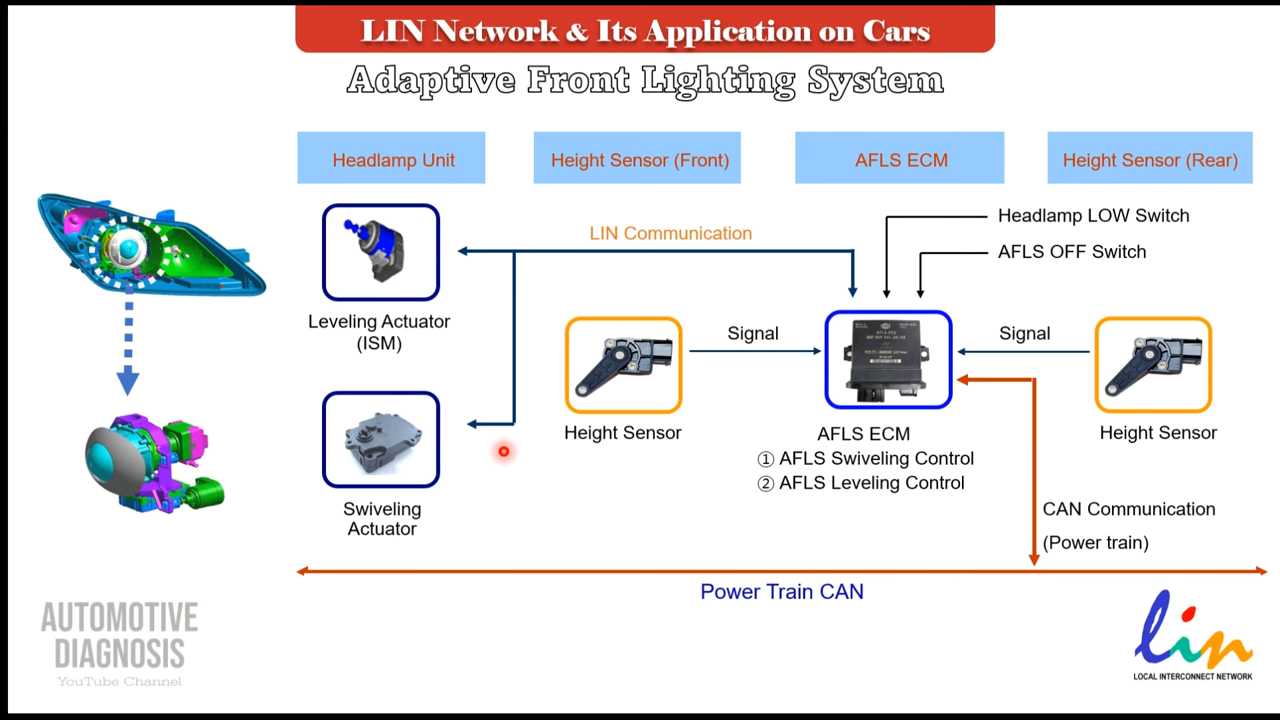 LIN Network & Its Application on Cars
Adaptive Front Lighting System
Headlamp Unit
Height Sensor (Front)
AFLS ECM
Height Sensor (Rear)
Headlamp LOW Switch
LIN Communication
AFLS OFF Switch
Leveling Actuator
(ISM)
Signal
Signal
Height Sensor
AFLS ECM
① AFLS Swiveling Control
② AFLS Leveling Control
Height Sensor
Swiveling
Actuator
CAN Communication
(Power train)
Power Train CAN
AUTOMOTIVE
DIAGNOSIS
YouTube Channel
lin
LOCAL INTERCONNECT NETWORK